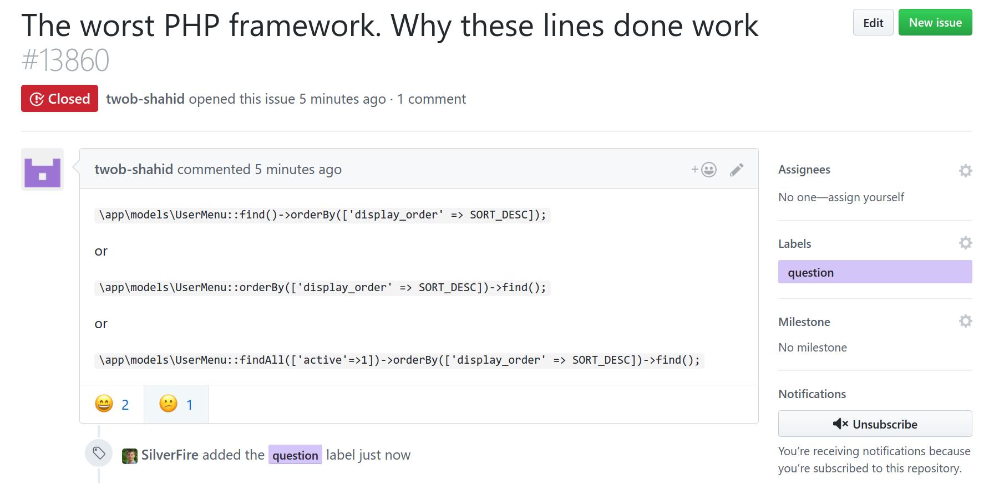 The worst PHP framework. Why these lines done work
#13860
Edit
New issue
Closed
twob-shahid opened this issue 5 minutes ago · 1 comment
twob-shahid commented 5 minutes ago
\app\models\UserMenu::find()->orderBy(['display_order' => SORT_DESC]);
or
\app\models\UserMenu::orderBy(['display_order' => SORT_DESC])->find();
or
\app\models\UserMenu::findAll(['active'=>1])->orderBy(['display_order' => SORT_DESC])->find();
2
1
SilverFire added the question label just now
Assignees
No one—assign yourself
Labels
question
Milestone
No milestone
Notifications
Unsubscribe
You’re receiving notifications because
you’re subscribed to this repository.